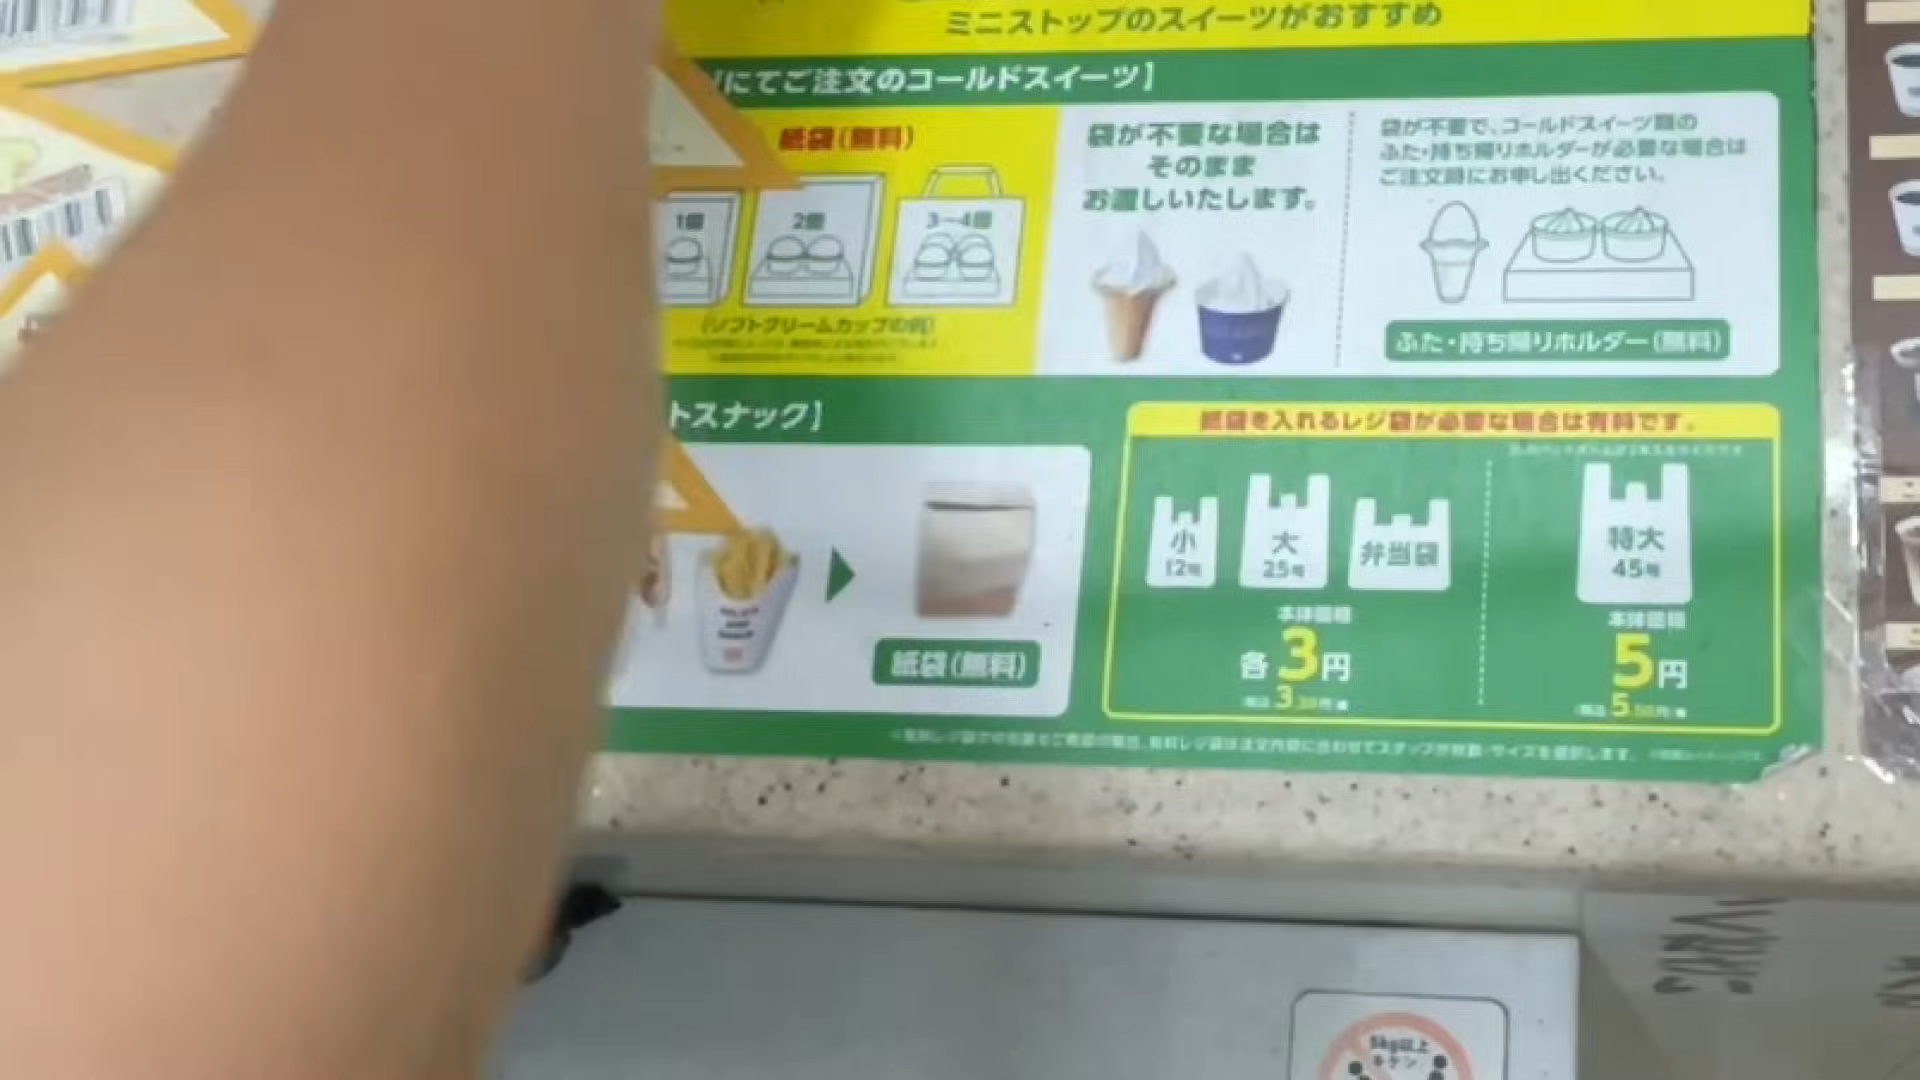 ミニストップのスイーツがおすすめ
にてご注文のコールドスイーツ】
紙袋(無料)
1個
2個
3〜4個
(ソフトクリームカップの例)
袋が不要な場合は
そのまま
お渡しいたします。
袋が不要で、コールドスイーツ類の
ふた・持ち帰りホルダーが必要な場合は
ご注文時にお申し出ください。
ふた・持ち帰りホルダー(無料)
トスナック】
紙袋(無料)
紙袋を入れるレジ袋が必要な場合は有料です。
小
12号
大
25号
弁当袋
本体価格
各3円
特大
45号
本体価格
5円
5kg以上
キケン